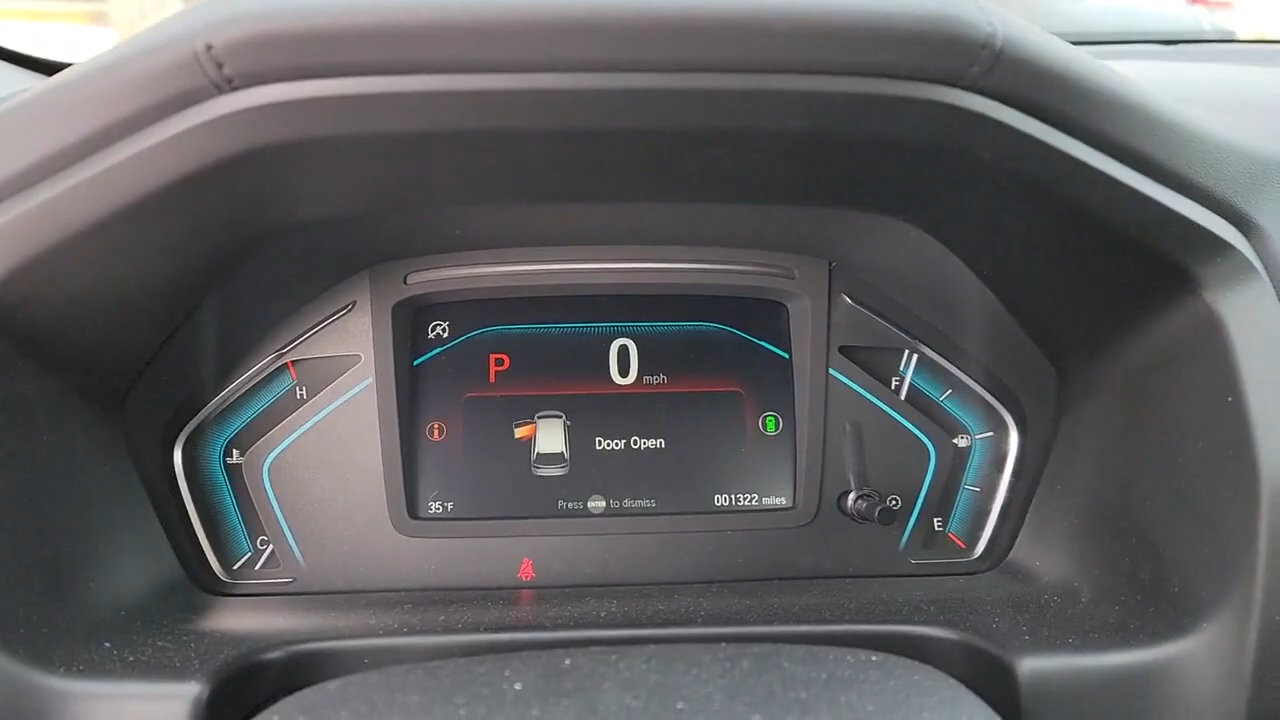 P
0
mph
Door Open
35°F
Press ENTER to dismiss
001322 miles
H
C
F
E